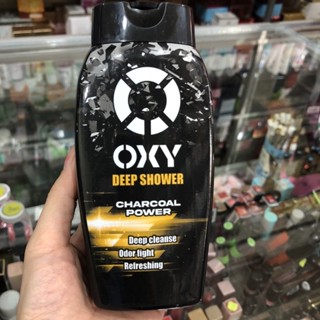 OXY
DEEP SHOWER
CHARCOAL
POWER
Deep cleanse
Odor fight
Refreshing